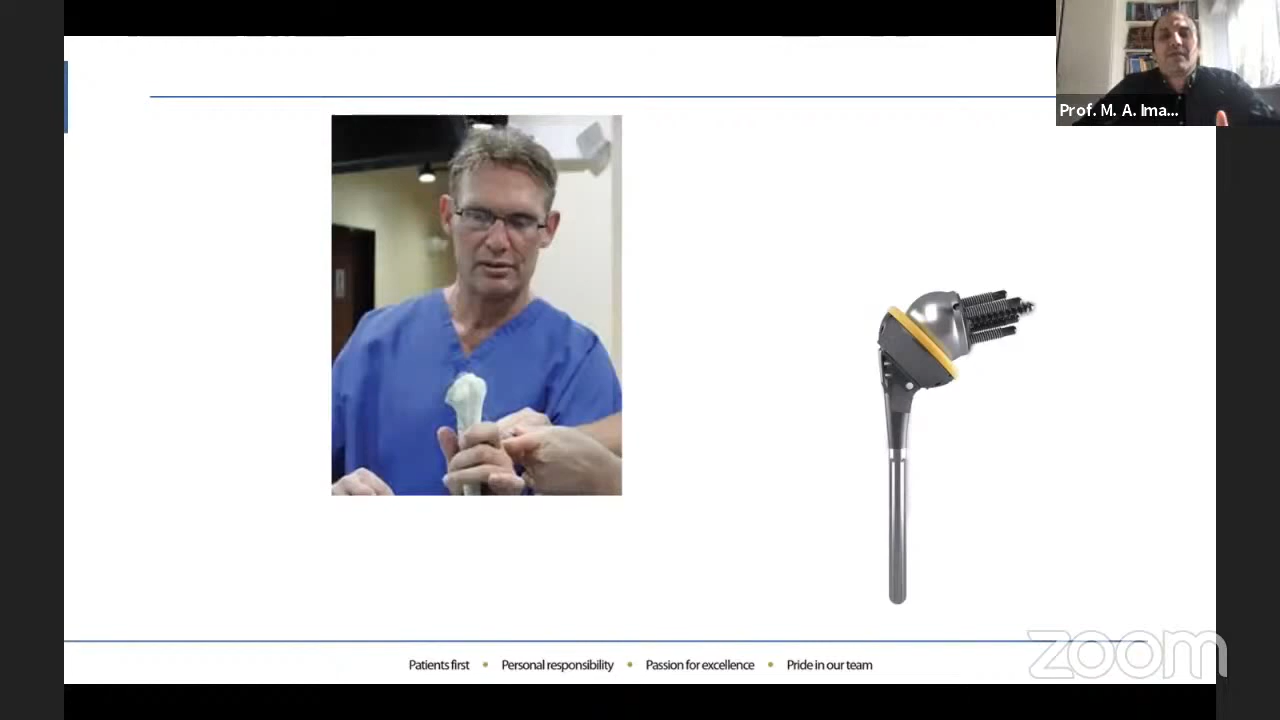 Prof. M. A. Ima...
Patients first • Personal responsibility • Passion for excellence • Pride in our team
zoom